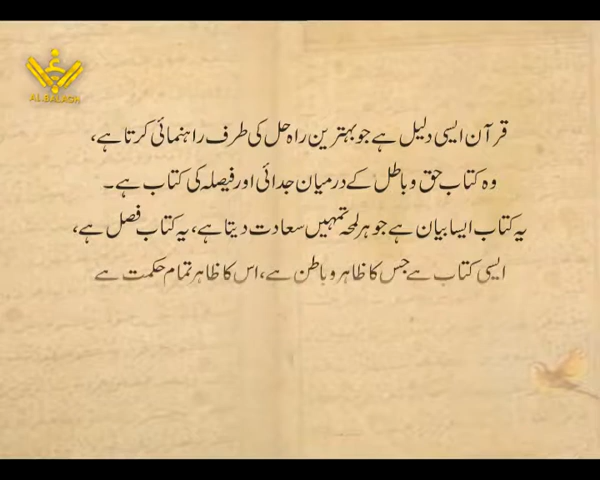 AL-BALAGH
قرآن ایسی دلیل ہے جو بہترین راہ حل کی طرف راہنمائی کرتا ہے،
وہ کتاب حق و باطل کے درمیان جدائی اور فیصلہ کی کتاب ہے۔
یہ کتاب ایسا بیان ہے جو ہر لمحہ تمہیں سعادت دیتا ہے، یہ کتاب فصل ہے،
ایسی کتاب ہے جس کا ظاہر و باطن ہے، اس کا ظاہر تمام حکمت ہے